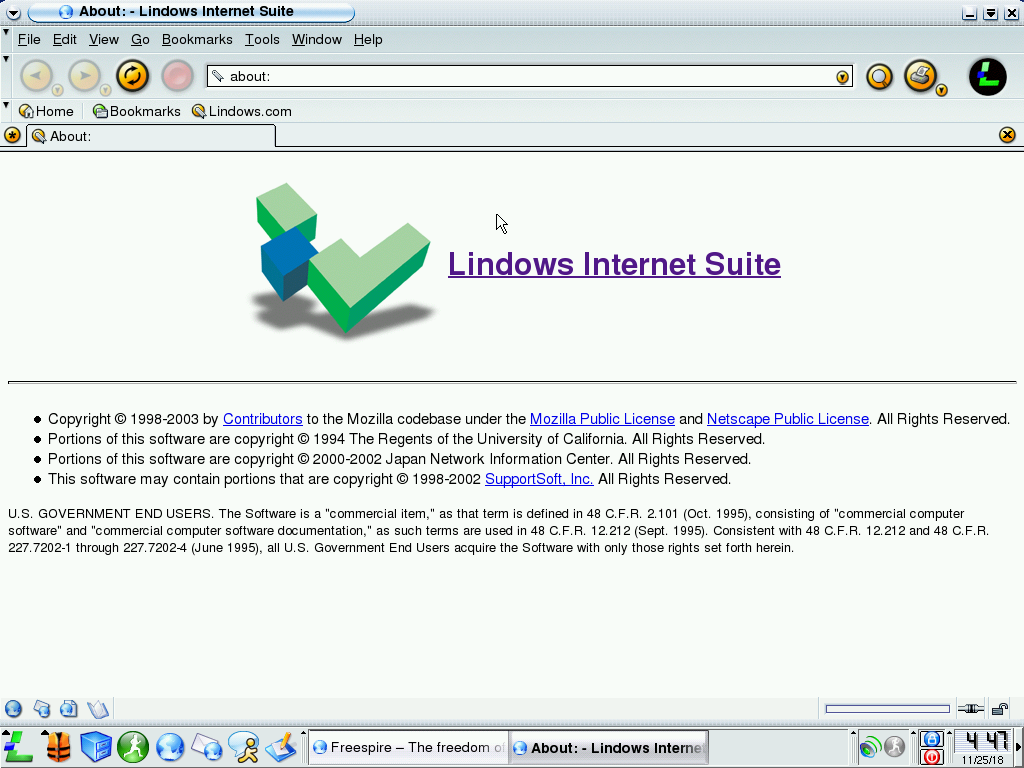 About: - Lindows Internet Suite
File Edit View Go Bookmarks Tools Window Help
about:
Home Bookmarks Lindows.com
About:
Lindows Internet Suite
Copyright © 1998-2003 by Contributors to the Mozilla codebase under the Mozilla Public License and Netscape Public License. All Rights Reserved.
Portions of this software are copyright © 1994 The Regents of the University of California. All Rights Reserved.
Portions of this software are copyright © 2000-2002 Japan Network Information Center. All Rights Reserved.
This software may contain portions that are copyright © 1998-2002 SupportSoft, Inc. All Rights Reserved.
U.S. GOVERNMENT END USERS. The Software is a "commercial item," as that term is defined in 48 C.F.R. 2.101 (Oct. 1995), consisting of "commercial computer
software" and "commercial computer software documentation," as such terms are used in 48 C.F.R. 12.212 (Sept. 1995). Consistent with 48 C.F.R. 12.212 and 48 C.F.R.
227.7202-1 through 227.7202-4 (June 1995), all U.S. Government End Users acquire the Software with only those rights set forth herein.
Freespire – The freedom o About: - Lindows Interne 4 47
11/25/18